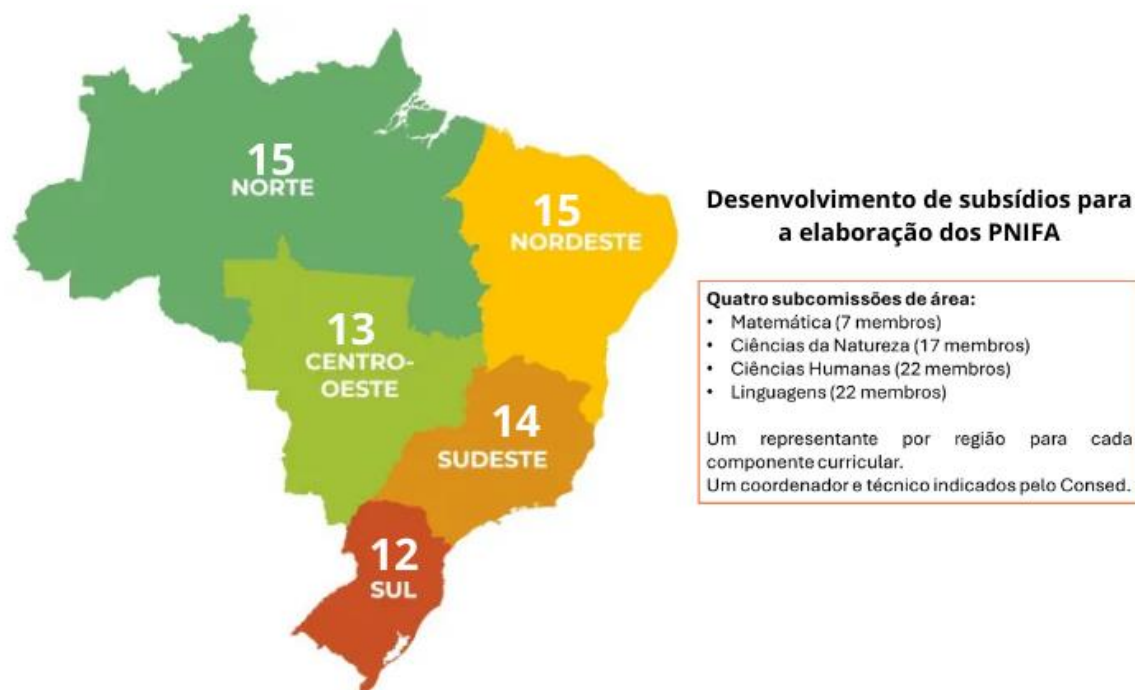 15
NORTE
15
NORDESTE
13
CENTRO-
OESTE
14
SUDESTE
12
SUL
Desenvolvimento de subsídios para
a elaboração dos PNIFA
Quatro subcomissões de área:
• Matemática (7 membros)
• Ciências da Natureza (17 membros)
• Ciências Humanas (22 membros)
• Linguagens (22 membros)
Um representante por região para cada
componente curricular.
Um coordenador e técnico indicados pelo Consed.